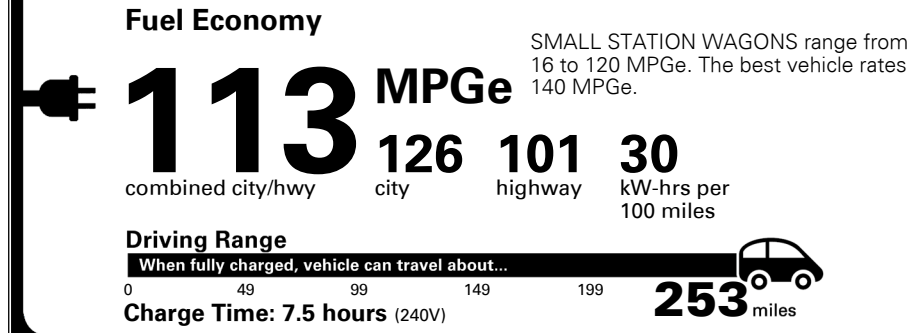 Fuel Economy
113 MPGe
combined city/hwy
SMALL STATION WAGONS range from
16 to 120 MPGe. The best vehicle rates
140 MPGe.
126 101 30
city highway kW-hrs per
100 miles
Driving Range
When fully charged, vehicle can travel about...
0 49 99 149 199 253 miles
Charge Time: 7.5 hours (240V)